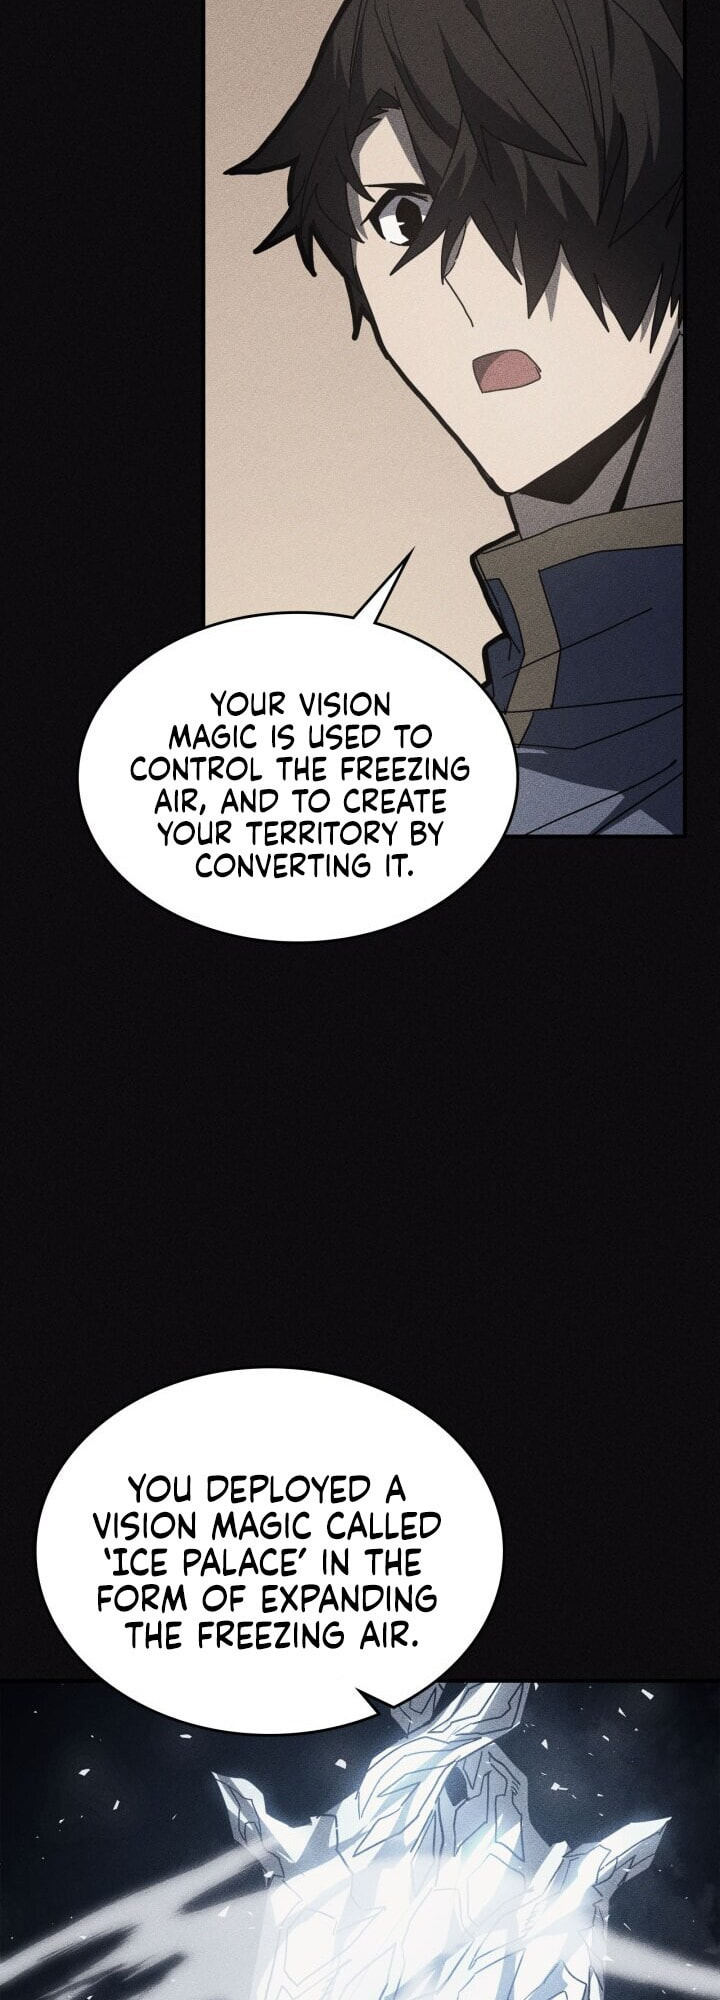 YOUR VISION
MAGIC IS USED TO
CONTROL THE FREEZING
AIR, AND TO CREATE
YOUR TERRITORY BY
CONVERTING IT.
YOU DEPLOYED A
VISION MAGIC CALLED
'ICE PALACE' IN THE
FORM OF EXPANDING
THE FREEZING AIR.